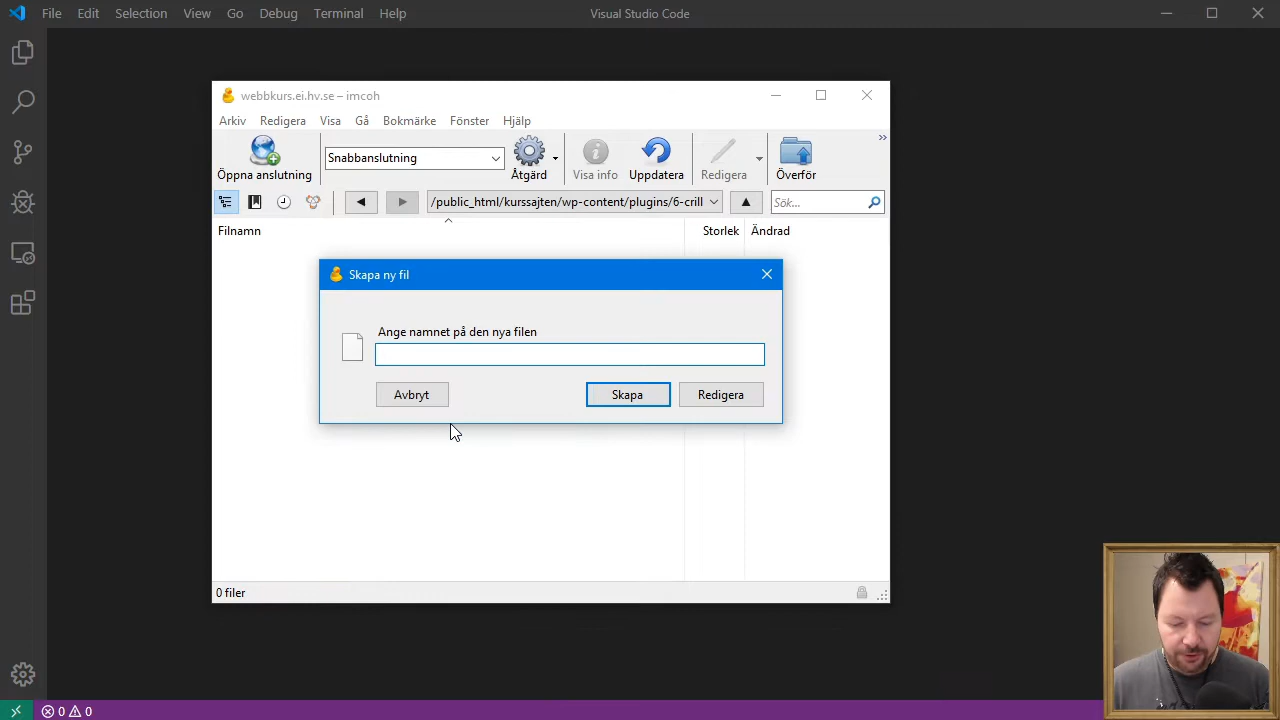 File Edit Selection View Go Debug Terminal Help Visual Studio Code
webbkurs.ei.hv.se – imcoh
Arkiv Redigera Visa Gå Bokmärke Fönster Hjälp
Öppna anslutning Snabbanslutning Åtgärd Visa info Uppdatera Redigera Överför
/public_html/kurssajten/wp-content/plugins/6-crill Sök...
Filnamn Storlek Ändrad
Skapa ny fil
Ange namnet på den nya filen
Avbryt Skapa Redigera
0 filer
0 0